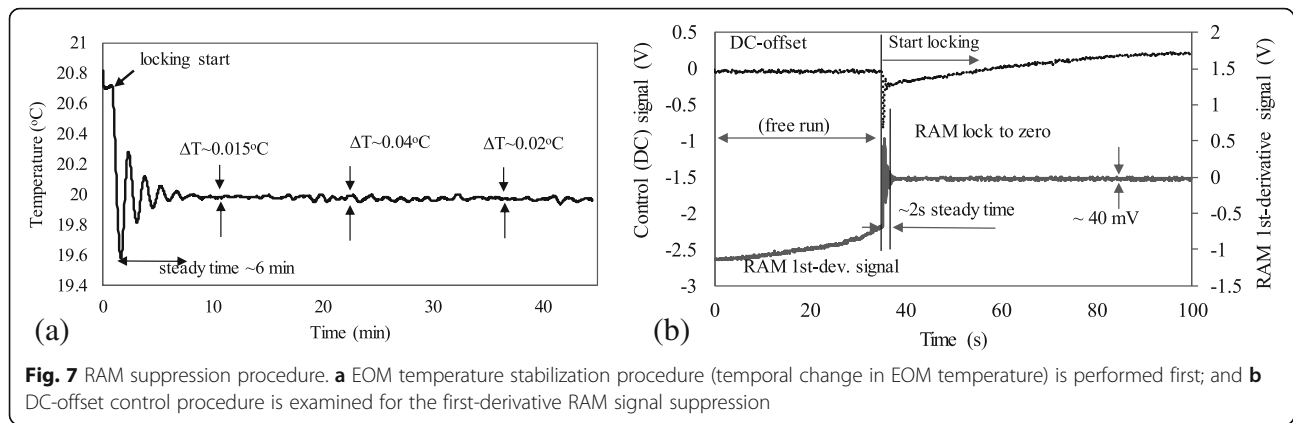 21
20.8
20.6
20.4
20.2
20
19.8
19.6
19.4
Temperature (°C)
locking start
ΔT~0.015°C
ΔT~0.04°C
ΔT~0.02°C
steady time ~6 min
0
10
20
30
40
Time (min)
(a)
0.5
0
-0.5
-1
-1.5
-2
-2.5
-3
Control (DC) signal (V)
DC-offset
Start locking
(free run)
RAM lock to zero
~2s steady time
~ 40 mV
RAM 1st-dev. signal
2
1.5
1
0.5
0
-0.5
-1
-1.5
RAM 1st-derivative signal (V)
0
20
40
60
80
100
Time (s)
(b)
Fig. 7 RAM suppression procedure. a EOM temperature stabilization procedure (temporal change in EOM temperature) is performed first; and b
DC-offset control procedure is examined for the first-derivative RAM signal suppression